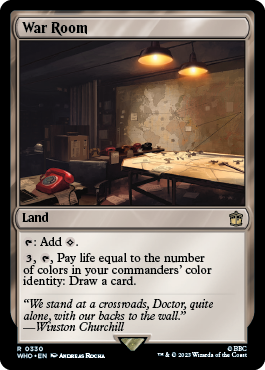 War Room
Land
: Add .
3, , Pay life equal to the number
of colors in your commanders’ color
identity: Draw a card.
“We stand at a crossroads, Doctor, quite
alone, with our backs to the wall.”
—Winston Churchill
R 0330
WHO • EN ANDREAS ROCHA
© BBC
™ & © 2023 Wizards of the Coast